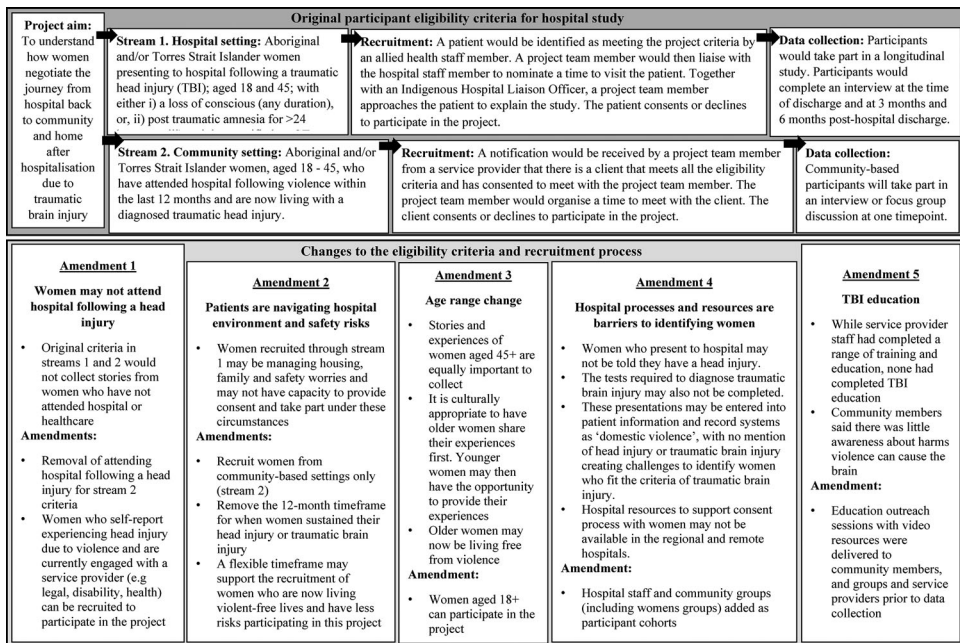 Original participant eligibility criteria for hospital study
Project aim:
To understand
how women
negotiate the
journey from
hospital back
to community
and home
after
hospitalisation
due to
traumatic
brain injury
Stream 1. Hospital setting: Aboriginal
and/or Torres Strait Islander women
presenting to hospital following a traumatic
head injury (TBI); aged 18 and 45; with
either i) a loss of conscious (any duration),
or, ii) post traumatic amnesia for >24
Recruitment: A patient would be identified as meeting the project criteria by
an allied health staff member. A project team member would then liaise with
the hospital staff member to nominate a time to visit the patient. Together
with an Indigenous Hospital Liaison Officer, a project team member
approaches the patient to explain the study. The patient consents or declines
to participate in the project.
Data collection: Participants
would take part in a longitudinal
study. Participants would
complete an interview at the time
of discharge and at 3 months and
6 months post-hospital discharge.
Stream 2. Community setting: Aboriginal and/or
Torres Strait Islander women, aged 18 - 45, who
have attended hospital following violence within
the last 12 months and are now living with a
diagnosed traumatic head injury.
Recruitment: A notification would be received by a project team member
from a service provider that there is a client that meets all the eligibility
criteria and has consented to meet with the project team member. The
project team member would organise a time to meet with the client. The
client consents or declines to participate in the project.
Data collection:
Community-based
participants will take part in
an interview or focus group
discussion at one timepoint.
Changes to the eligibility criteria and recruitment process
Amendment 1
Women may not attend
hospital following a head
injury
• Original criteria in
streams 1 and 2 would
not collect stories from
women who have not
attended hospital or
healthcare
Amendments:
• Removal of attending
hospital following a head
injury for stream 2
criteria
• Women who self-report
experiencing head injury
due to violence and are
currently engaged with a
service provider (e.g
legal, disability, health)
can be recruited to
participate in the project
Amendment 2
Patients are navigating hospital
environment and safety risks
• Women recruited through stream
1 may be managing housing,
family and safety worries and
may not have capacity to provide
consent and take part under these
circumstances
Amendments:
• Recruit women from
community-based settings only
(stream 2)
• Remove the 12-month timeframe
for when women sustained their
head injury or traumatic brain
injury
• A flexible timeframe may
support the recruitment of
women who are now living
violent-free lives and have less
risks participating in this project
Amendment 3
Age range change
• Stories and
experiences of
women aged 45+ are
equally important to
collect
• It is culturally
appropriate to have
older women share
their experiences
first. Younger
women may then
have the opportunity
to provide their
experiences
• Older women may
now be living free
from violence
Amendment:
• Women aged 18+
can participate in the
project
Amendment 4
Hospital processes and resources are
barriers to identifying women
• Women who present to hospital may
not be told they have a head injury.
• The tests required to diagnose traumatic
brain injury may also not be completed.
• These presentations may be entered into
patient information and record systems
as ‘domestic violence’, with no mention
of head injury or traumatic brain injury
creating challenges to identify women
who fit the criteria of traumatic brain
injury.
• Hospital resources to support consent
process with women may not be
available in the regional and remote
hospitals.
Amendment:
• Hospital staff and community groups
(including womens groups) added as
participant cohorts
Amendment 5
TBI education
• While service provider
staff had completed
a range of training and
education, none had
completed TBI
education
• Community members
said there was little
awareness about harms
violence can cause the
brain
Amendment:
• Education outreach
sessions with video
resources were
delivered to
community members,
and groups and service
providers prior to data
collection